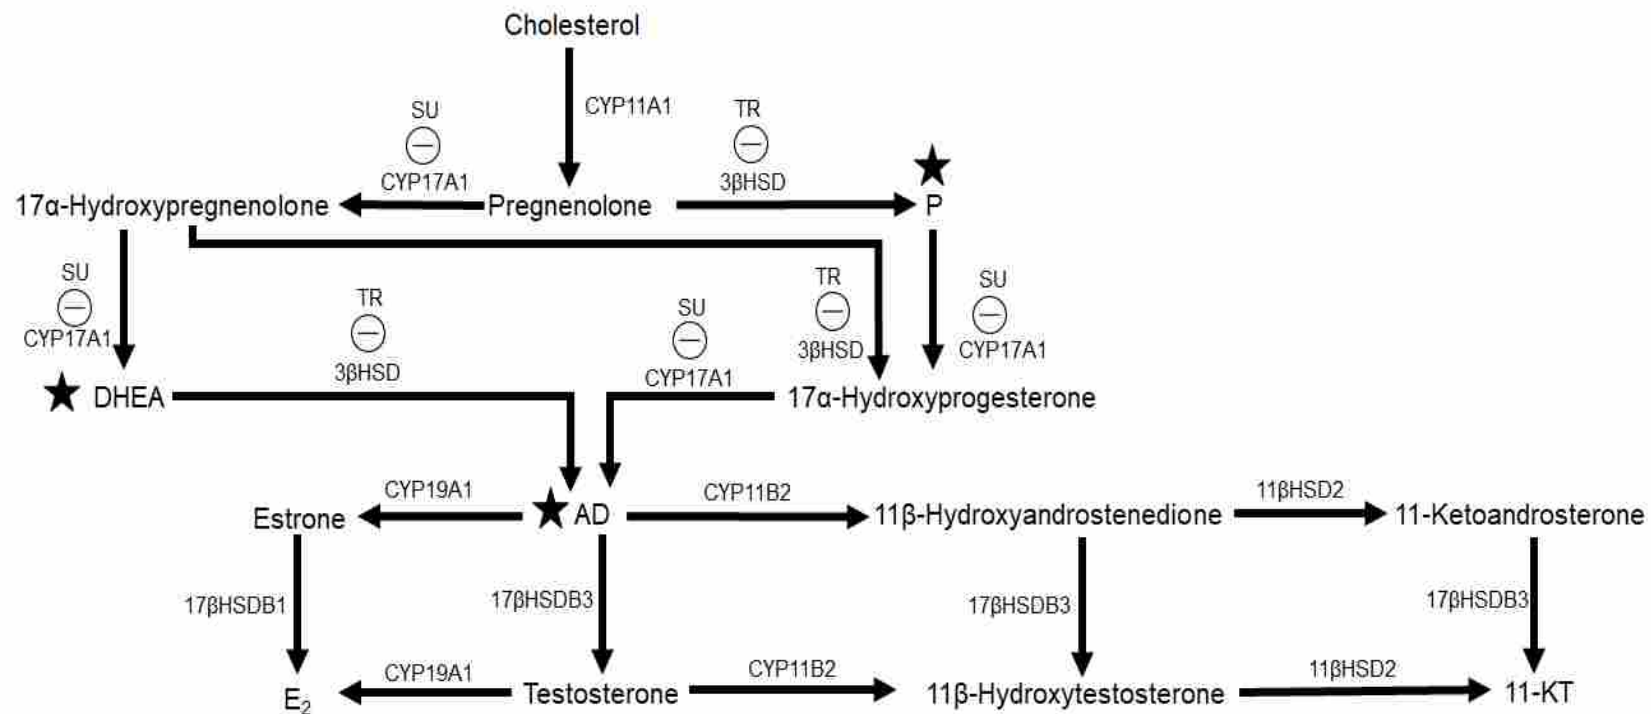 Cholesterol
CYP11A1
SU
TR
CYP17A1
3βHSD
17α-Hydroxypregnenolone
Pregnenolone
P
SU
CYP17A1
TR
3βHSD
SU
CYP17A1
TR
3βHSD
SU
CYP17A1
DHEA
17α-Hydroxyprogesterone
CYP19A1
CYP11B2
11βHSD2
Estrone
AD
11β-Hydroxyandrostenedione
11-Ketoandrosterone
17βHSDB1
17βHSDB3
17βHSDB3
17βHSDB3
CYP19A1
CYP11B2
11βHSD2
E₂
Testosterone
11β-Hydroxytestosterone
11-KT